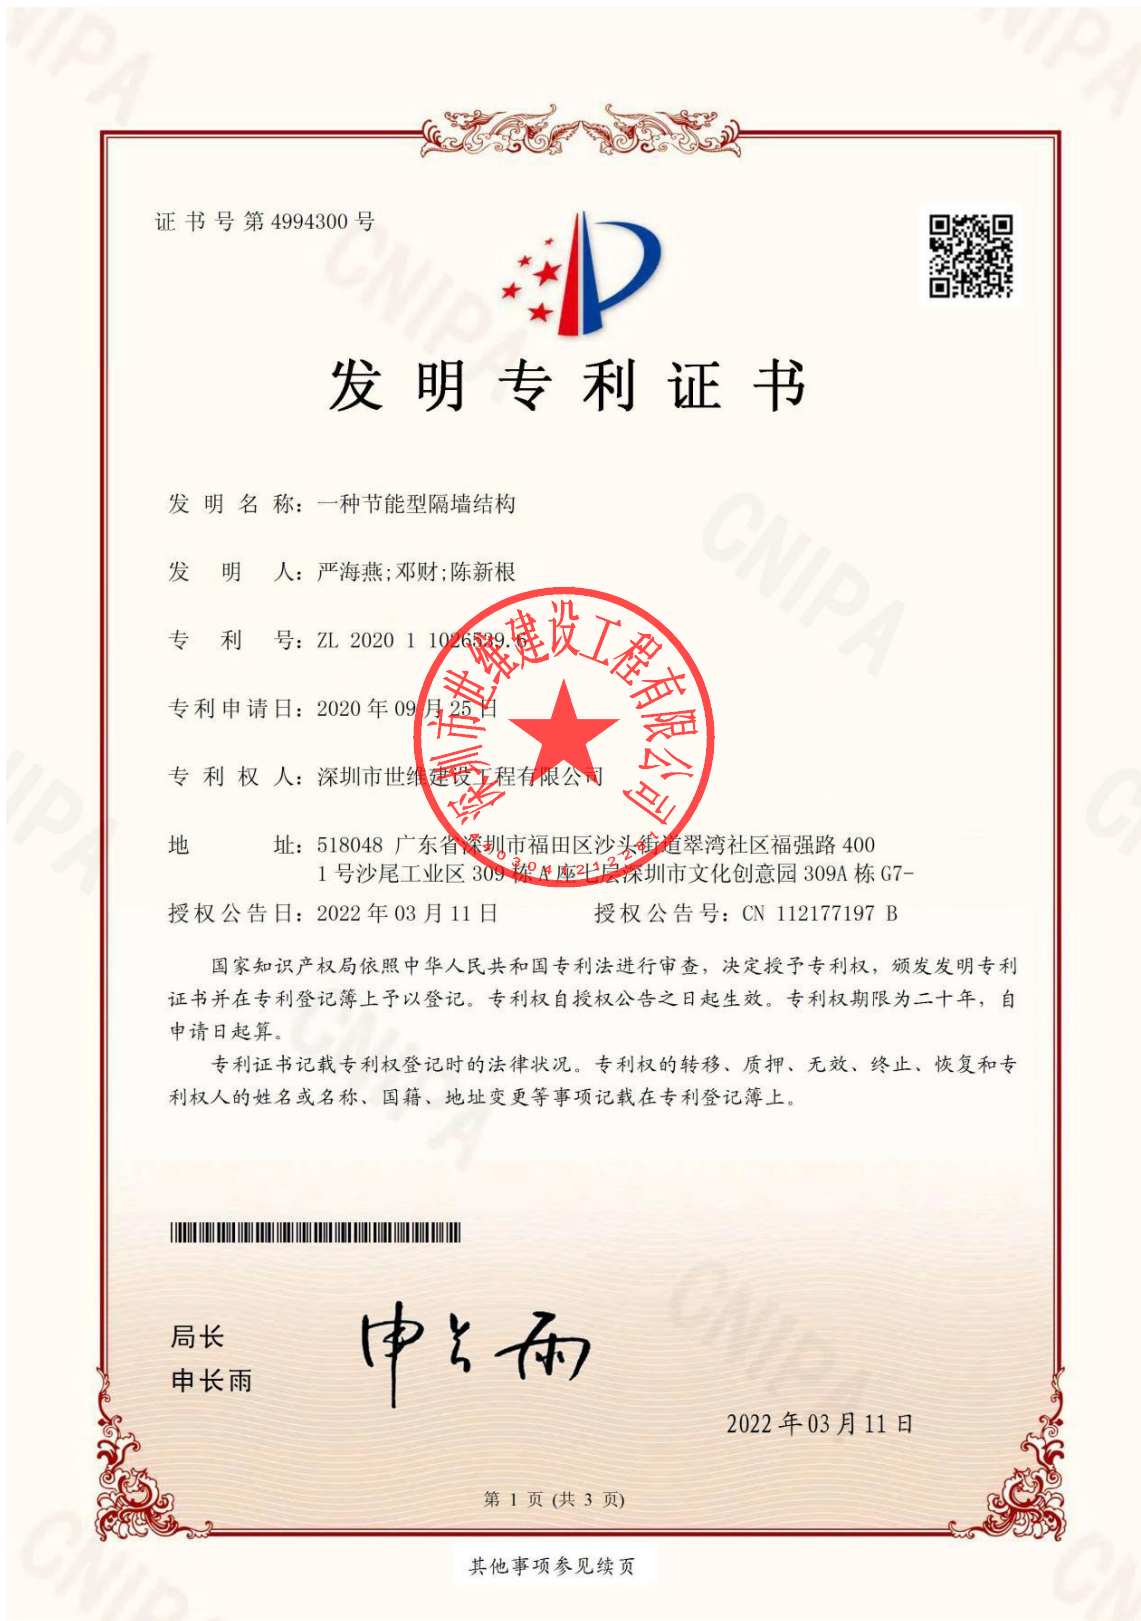 证书号第4994300号
发明专利证书
发明名称：一种节能型隔墙结构
发明人：严海燕;邓财;陈新根
专利号：ZL 2020 1 1026539.6
专利申请日：2020年09月25日
专利权人：深圳市世维建设工程有限公司
地址：518048 广东省深圳市福田区沙头街道翠湾社区福强路400
1号沙尾工业区309栋A座七层深圳市文化创意园309A栋G7-
授权公告日：2022年03月11日 授权公告号：CN 112177197 B
国家知识产权局依照中华人民共和国专利法进行审查，决定授予专利权，颁发发明专利
证书并在专利登记簿上予以登记。专利权自授权公告之日起生效。专利权期限为二十年，自
申请日起算。
专利证书记载专利权登记时的法律状况。专利权的转移、质押、无效、终止、恢复和专
利权人的姓名或名称、国籍、地址变更等事项记载在专利登记簿上。
深圳市世维建设工程有限公司
局长
申长雨
申长雨
2022年03月11日
第 1 页 (共 3 页)
其他事项参见续页
CNIPA